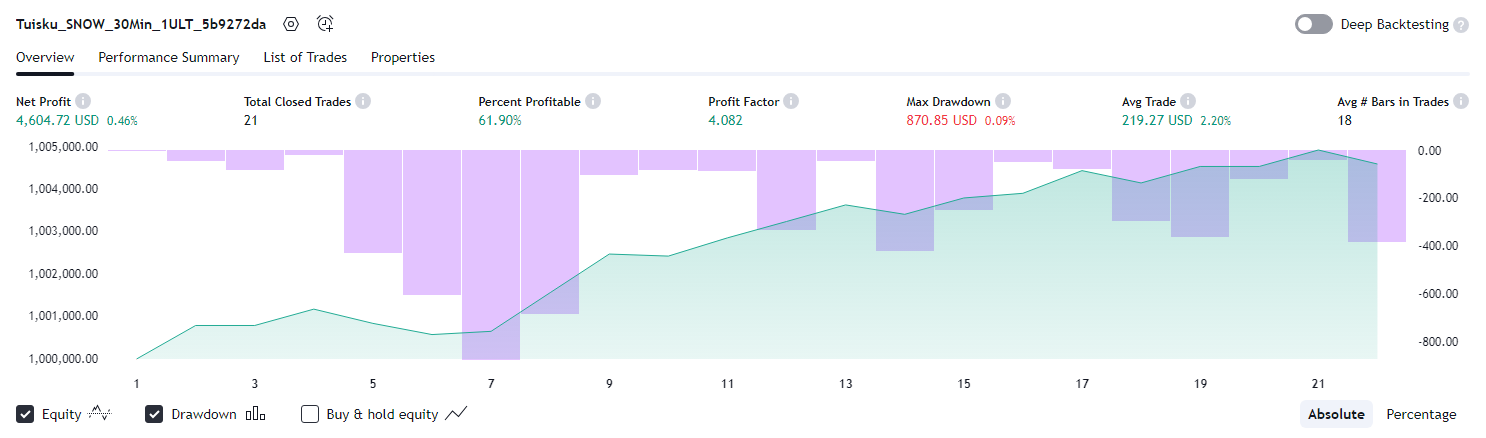 Tuisku_SNOW_30Min_1ULT_5b9272da Deep Backtesting ?
Overview Performance Summary List of Trades Properties
Net Profit Total Closed Trades Percent Profitable Profit Factor Max Drawdown Avg Trade Avg # Bars in Trades
4,604.72 USD 0.46% 21 61.90% 4.082 870.85 USD 0.09% 219.27 USD 2.20% 18
1,005,000.00 0.00
1,004,000.00 -200.00
1,003,000.00 -400.00
1,002,000.00 -600.00
1,001,000.00 -800.00
1,000,000.00
1 3 5 7 9 11 13 15 17 19 21
Equity Drawdown Buy & hold equity Absolute Percentage